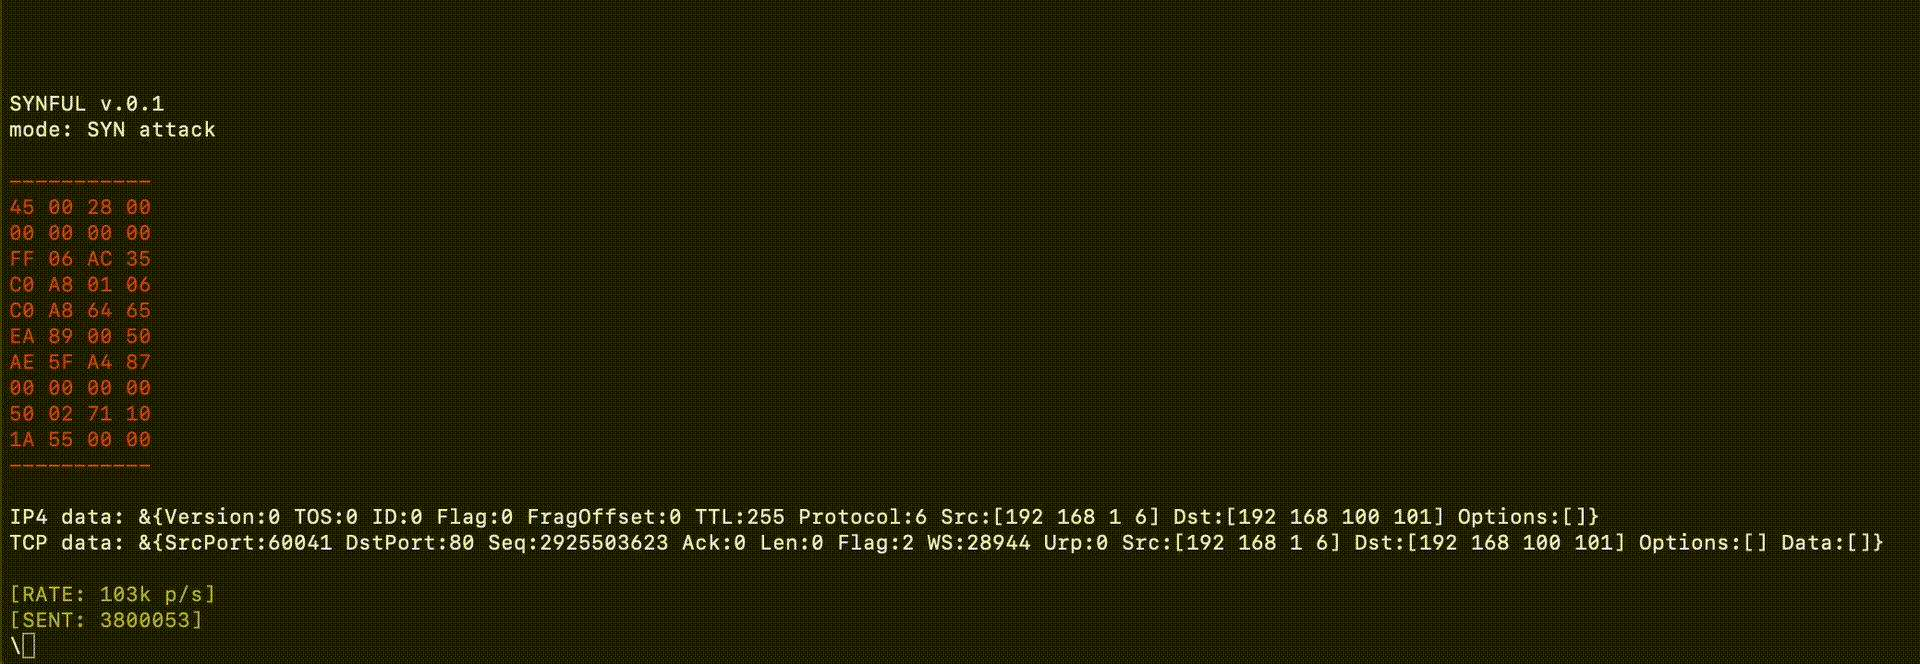 SYNFUL v.0.1
mode: SYN attack
-----------
45 00 28 00
00 00 00 00
FF 06 AC 35
C0 A8 01 06
C0 A8 64 65
EA 89 00 50
AE 5F A4 87
00 00 00 00
50 02 71 10
1A 55 00 00
-----------
IP4 data: &{Version:0 TOS:0 ID:0 Flag:0 FragOffset:0 TTL:255 Protocol:6 Src:[192 168 1 6] Dst:[192 168 100 101] Options:[]}
TCP data: &{SrcPort:60041 DstPort:80 Seq:2925503623 Ack:0 Len:0 Flag:2 WS:28944 Urp:0 Src:[192 168 1 6] Dst:[192 168 100 101] Options:[] Data:[]}
[RATE: 103k p/s]
[SENT: 3800053]
\